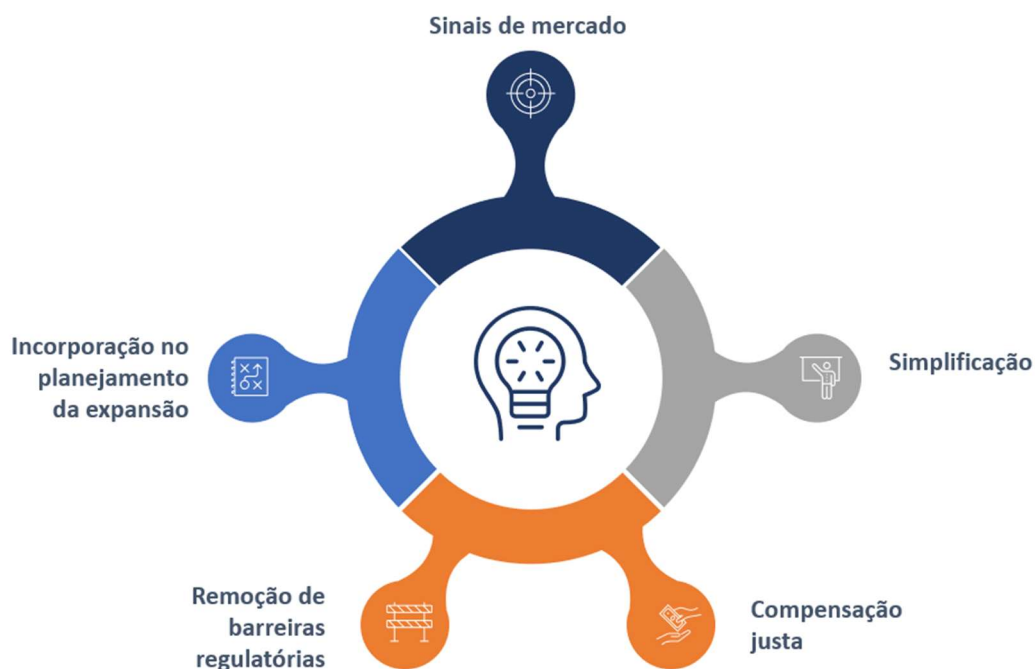 Sinais de mercado
Incorporação no
planejamento
da expansão
Simplificação
Remoção de
barreiras
regulatórias
Compensação
justa